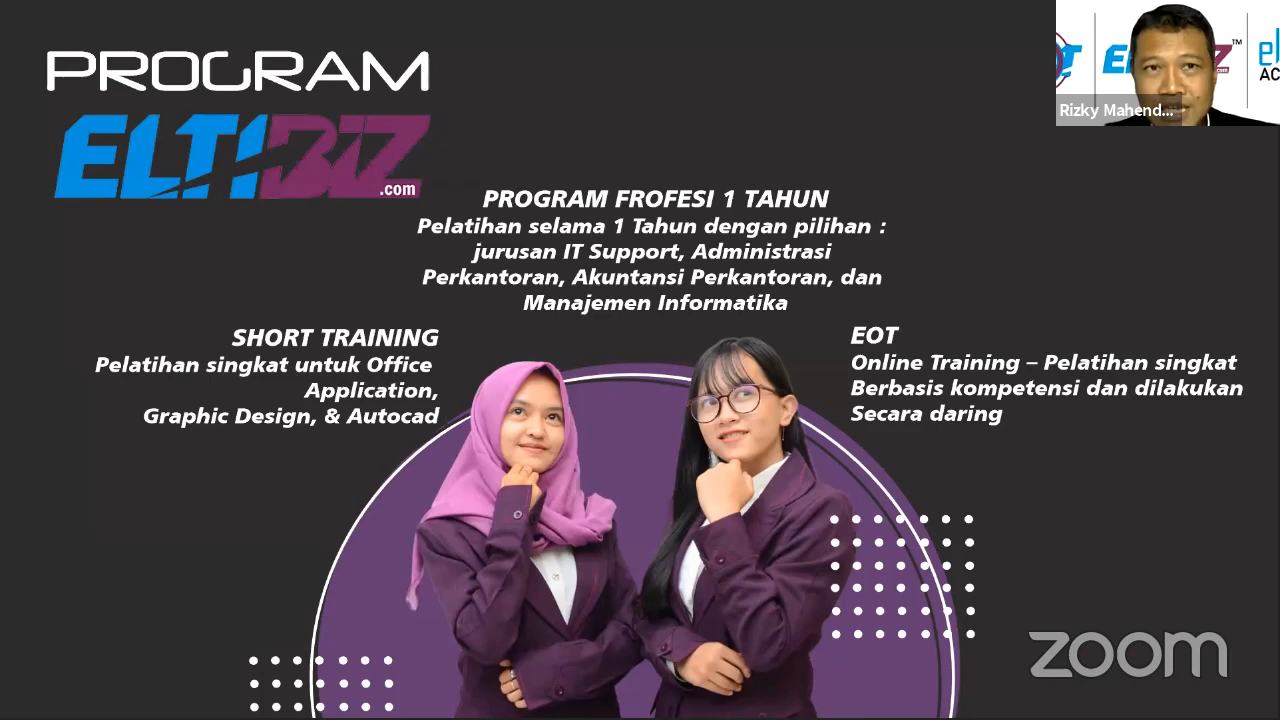 PROGRAM
ELTIBIZ
.com
PROGRAM FROFESI 1 TAHUN
Pelatihan selama 1 Tahun dengan pilihan :
jurusan IT Support, Administrasi
Perkantoran, Akuntansi Perkantoran, dan
Manajemen Informatika
SHORT TRAINING
Pelatihan singkat untuk Office
Application,
Graphic Design, & Autocad
EOT
Online Training – Pelatihan singkat
Berbasis kompetensi dan dilakukan
Secara daring
Rizky Mahend...
zoom